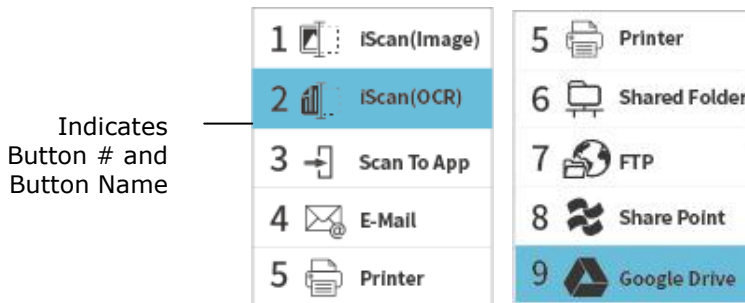 Indicates
Button # and
Button Name
1 iScan(Image)
2 iScan(OCR)
3 Scan To App
4 E-Mail
5 Printer
5 Printer
6 Shared Folder
7 FTP
8 Share Point
9 Google Drive